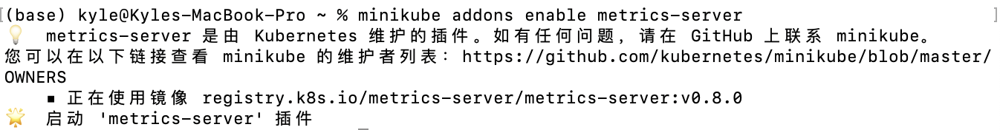 [(base) kyle@Kyles-MacBook-Pro ~ % minikube addons enable metrics-server ]
💡  metrics-server 是由 Kubernetes 维护的插件。如有任何问题，请在 GitHub 上联系 minikube。
您可以在以下链接查看 minikube 的维护者列表：https://github.com/kubernetes/minikube/blob/master/
OWNERS
▪ 正在使用镜像 registry.k8s.io/metrics-server/metrics-server:v0.8.0
🌟  启动 'metrics-server' 插件